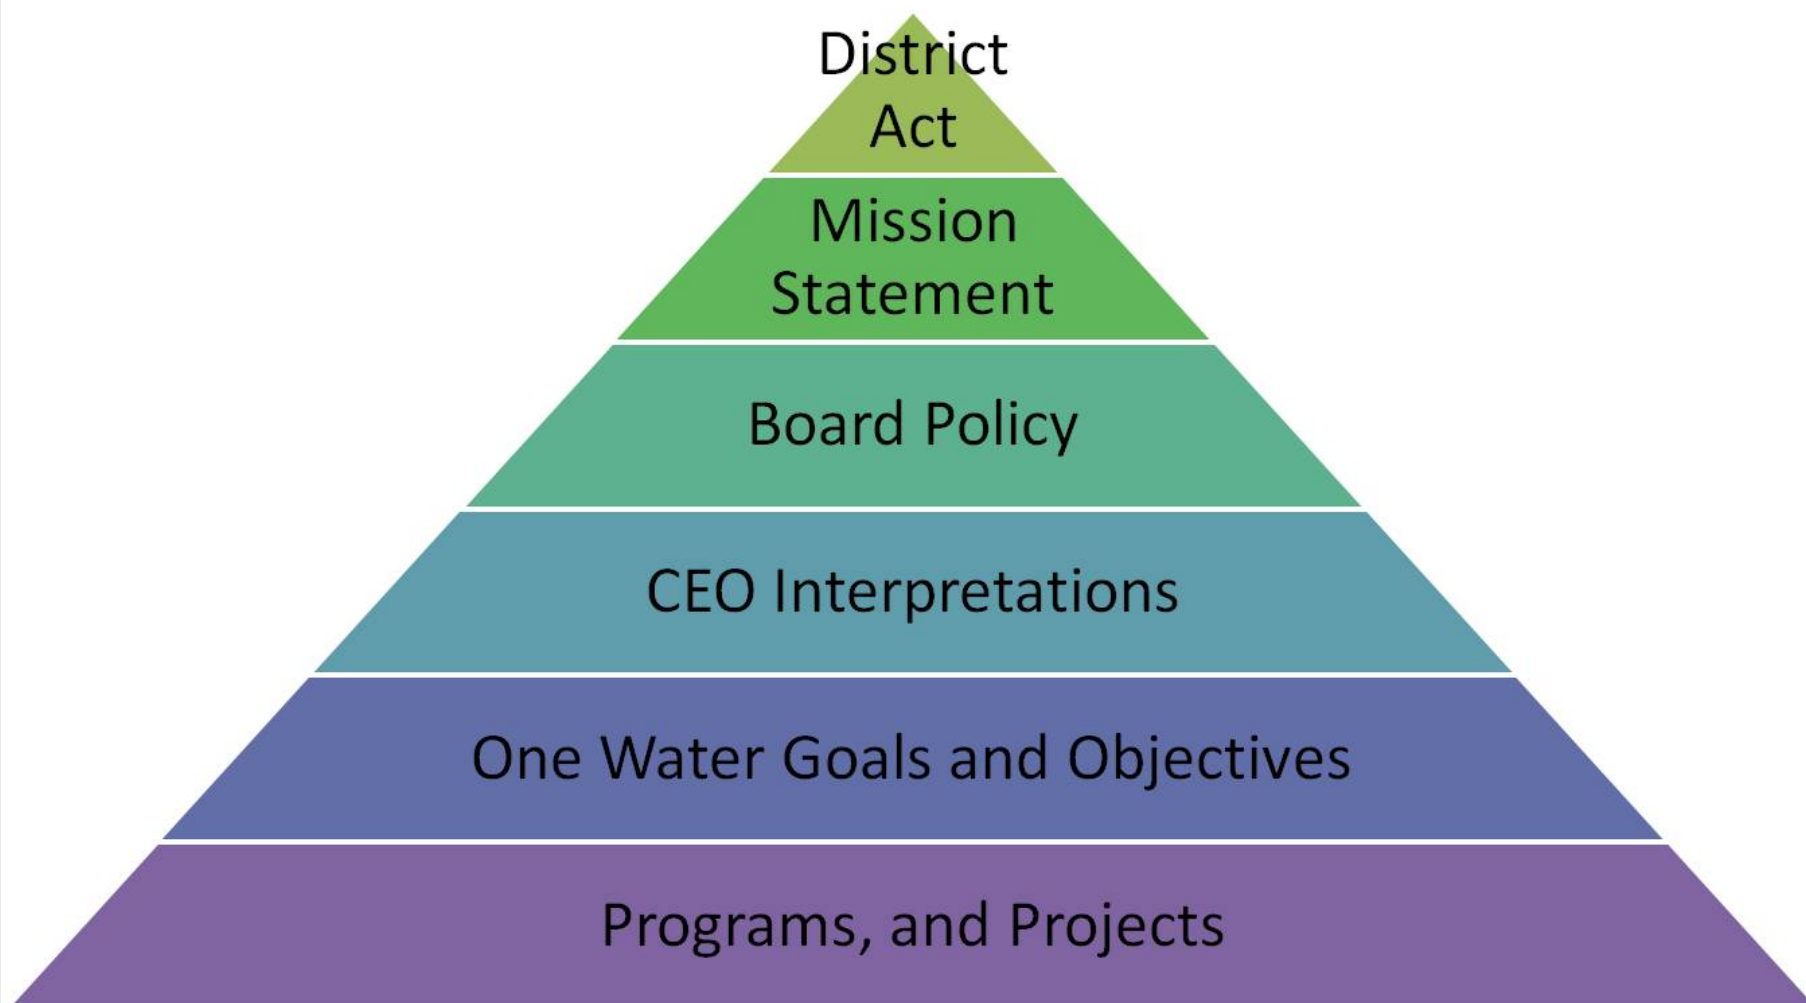 District
Act
Mission
Statement
Board Policy
CEO Interpretations
One Water Goals and Objectives
Programs, and Projects